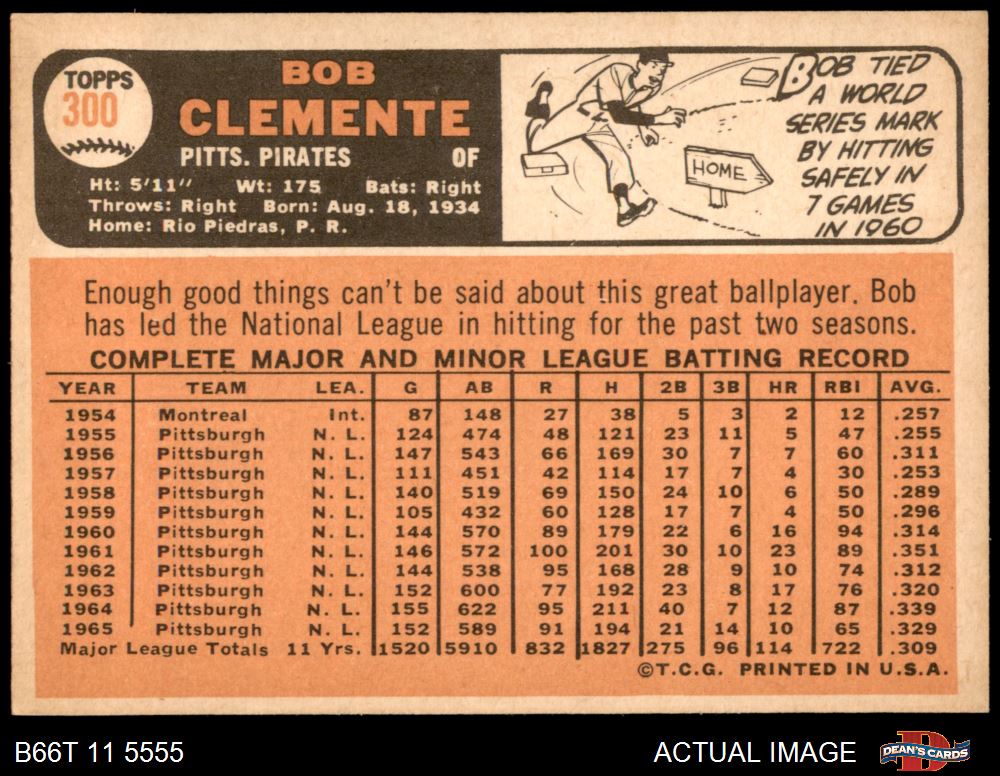 TOPPS
300
BOB
CLEMENTE
PITTS. PIRATES OF
Ht: 5'11" Wt: 175 Bats: Right
Throws: Right Born: Aug. 18, 1934
Home: Rio Piedras, P. R.
HOME
BOB TIED
A WORLD
SERIES MARK
BY HITTING
SAFELY IN
7 GAMES
IN 1960
Enough good things can't be said about this great ballplayer. Bob
has led the National League in hitting for the past two seasons.
COMPLETE MAJOR AND MINOR LEAGUE BATTING RECORD
YEAR TEAM LEA. G AB R H 2B 3B HR RBI AVG.
1954 Montreal Int. 87 148 27 38 5 3 2 12 .257
1955 Pittsburgh N. L. 124 474 48 121 23 11 5 47 .255
1956 Pittsburgh N. L. 147 543 66 169 30 7 7 60 .311
1957 Pittsburgh N. L. 111 451 42 114 17 7 4 30 .253
1958 Pittsburgh N. L. 140 519 69 150 24 10 6 50 .289
1959 Pittsburgh N. L. 105 432 60 128 17 7 4 50 .296
1960 Pittsburgh N. L. 144 570 89 179 22 6 16 94 .314
1961 Pittsburgh N. L. 146 572 100 201 30 10 23 89 .351
1962 Pittsburgh N. L. 144 538 95 168 28 9 10 74 .312
1963 Pittsburgh N. L. 152 600 77 192 23 8 17 76 .320
1964 Pittsburgh N. L. 155 622 95 211 40 7 12 87 .339
1965 Pittsburgh N. L. 152 589 91 194 21 14 10 65 .329
Major League Totals 11 Yrs. 1520 5910 832 1827 275 96 114 722 .309
©T.C.G. PRINTED IN U.S.A.
B66T 11 5555 ACTUAL IMAGE DEAN'S CARDS